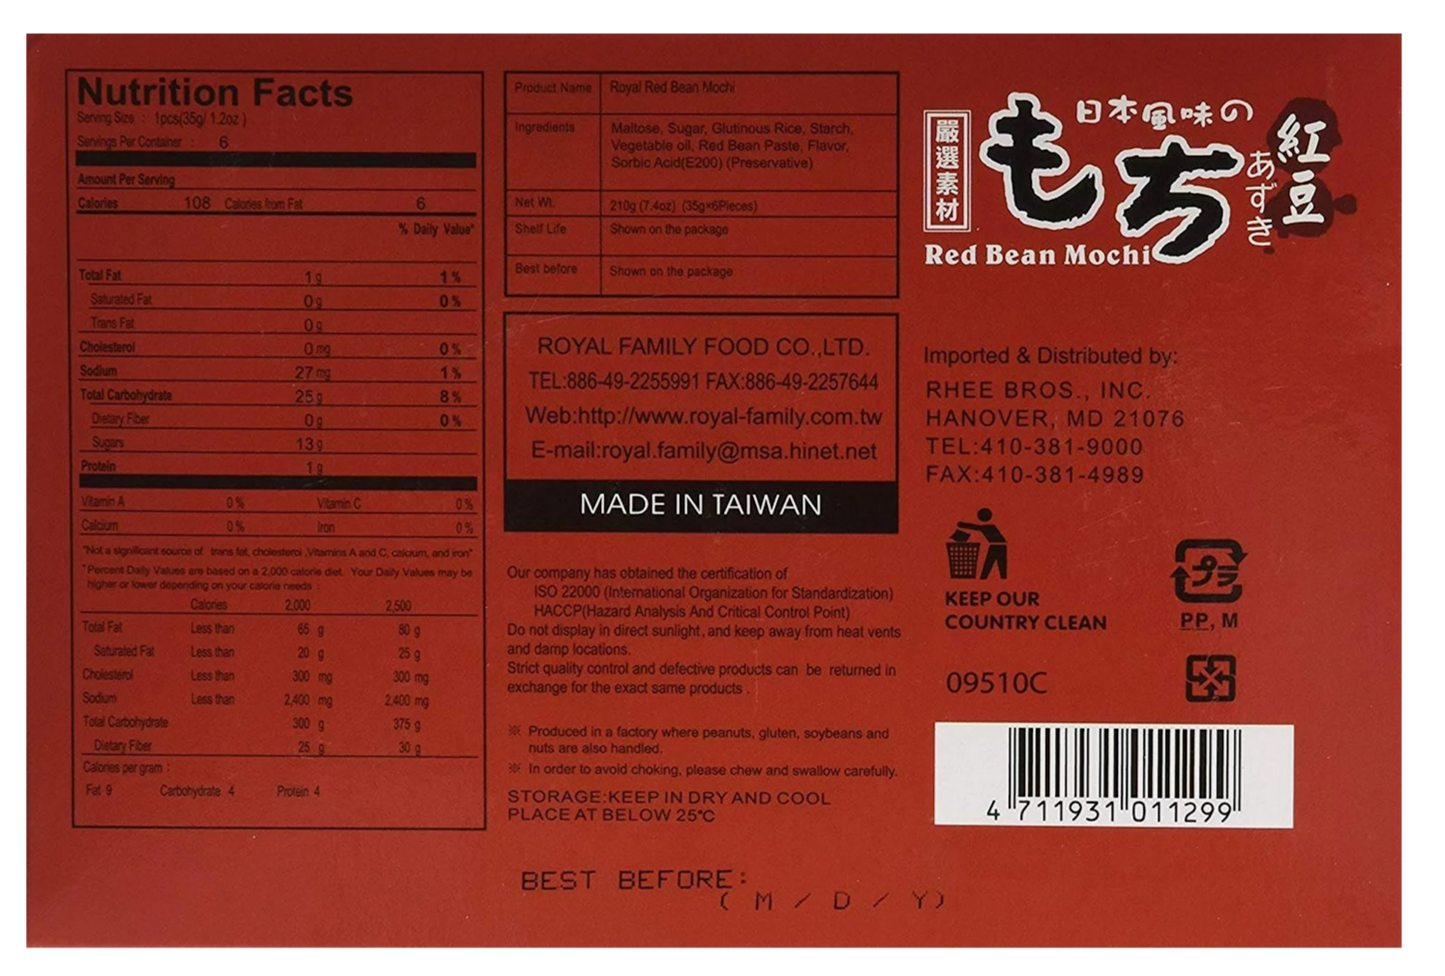 Nutrition Facts
Serving Size : 1pcs(35g/ 1.2oz )
Servings Per Container : 6
Amount Per Serving
Calories 108 Calories from Fat 6
% Daily Value*
Total Fat 1 g 1 %
Saturated Fat 0 g 0 %
Trans Fat 0 g
Cholesterol 0 mg 0 %
Sodium 27 mg 1 %
Total Carbohydrate 25 g 8 %
Dietary Fiber 0 g 0 %
Sugars 13 g
Protein 1 g
Vitamin A 0 % Vitamin C 0 %
Calcium 0 % Iron 0 %
*Not a significant source of trans fat, cholesterol ,Vitamins A and C, calcium, and iron*
*Percent Daily Values are based on a 2,000 calorie diet. Your Daily Values may be
higher or lower depending on your calorie needs :
Calories 2,000 2,500
Total Fat Less than 65 g 80 g
Saturated Fat Less than 20 g 25 g
Cholesterol Less than 300 mg 300 mg
Sodium Less than 2,400 mg 2,400 mg
Total Carbohydrate 300 g 375 g
Dietary Fiber 25 g 30 g
Calories per gram :
Fat 9 Carbohydrate 4 Protein 4
Product Name Royal Red Bean Mochi
Ingredients Maltose, Sugar, Glutinous Rice, Starch,
Vegetable oil, Red Bean Paste, Flavor,
Sorbic Acid(E200) (Preservative)
Net Wt. 210g (7.4oz) (35g×6Pieces)
Shelf Life Shown on the package
Best before Shown on the package
ROYAL FAMILY FOOD CO.,LTD.
TEL:886-49-2255991 FAX:886-49-2257644
Web:http://www.royal-family.com.tw
E-mail:royal.family@msa.hinet.net
MADE IN TAIWAN
Our company has obtained the certification of
ISO 22000 (International Organization for Standardization)
HACCP(Hazard Analysis And Critical Control Point)
Do not display in direct sunlight, and keep away from heat vents
and damp locations.
Strict quality control and defective products can be returned in
exchange for the exact same products .
※ Produced in a factory where peanuts, gluten, soybeans and
nuts are also handled.
※ In order to avoid choking, please chew and swallow carefully.
STORAGE:KEEP IN DRY AND COOL
PLACE AT BELOW 25℃
BEST BEFORE:
( M / D / Y)
嚴選素材
日本風味の
もち
紅豆
あずき
Red Bean Mochi
Imported & Distributed by:
RHEE BROS., INC.
HANOVER, MD 21076
TEL:410-381-9000
FAX:410-381-4989
KEEP OUR
COUNTRY CLEAN
プラ
PP, M
09510C
4 711931 011299